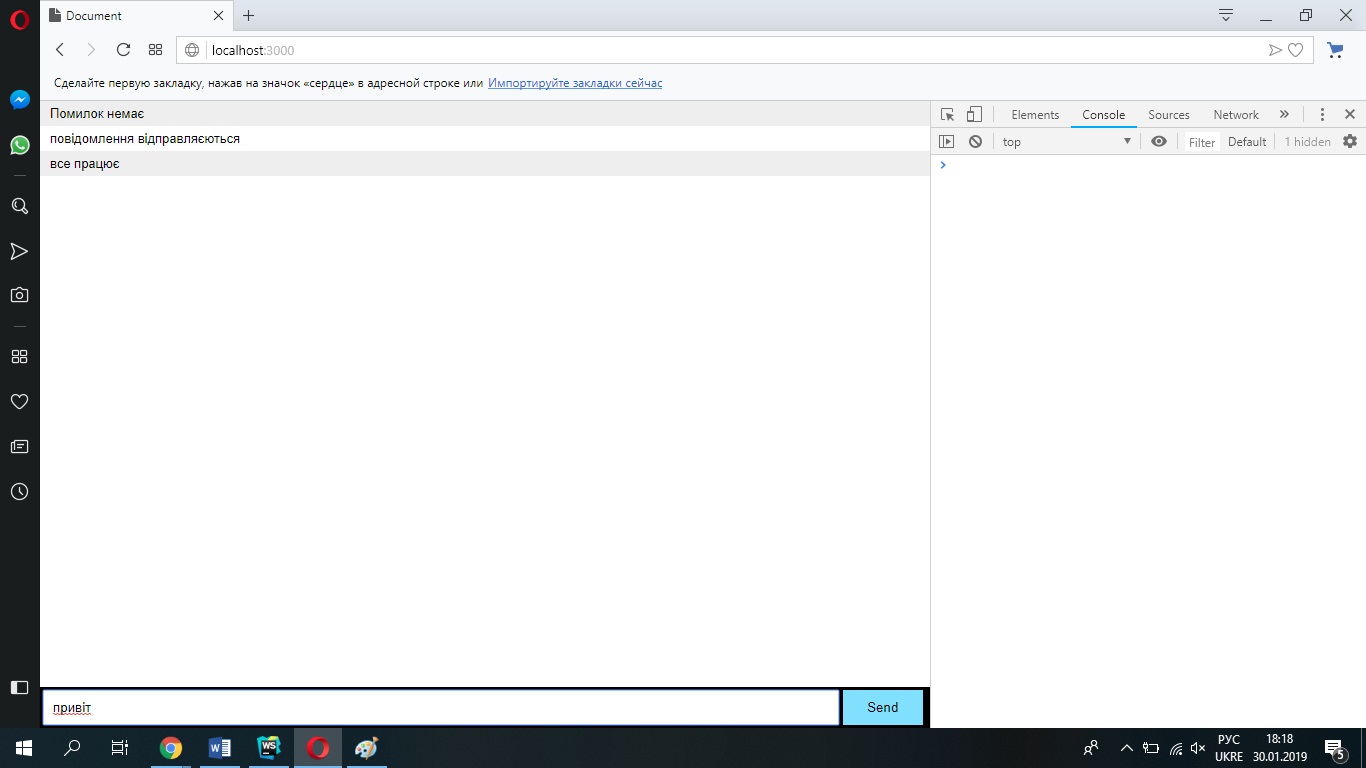 Document
localhost:3000
Сделайте первую закладку, нажав на значок «сердце» в адресной строке или Импортируйте закладки сейчас
Помилок немає
повідомлення відправляєються
все працює
Elements Console Sources Network »
top Filter Default 1 hidden
привіт Send
W WS РУС 18:18
UKRE 30.01.2019 5